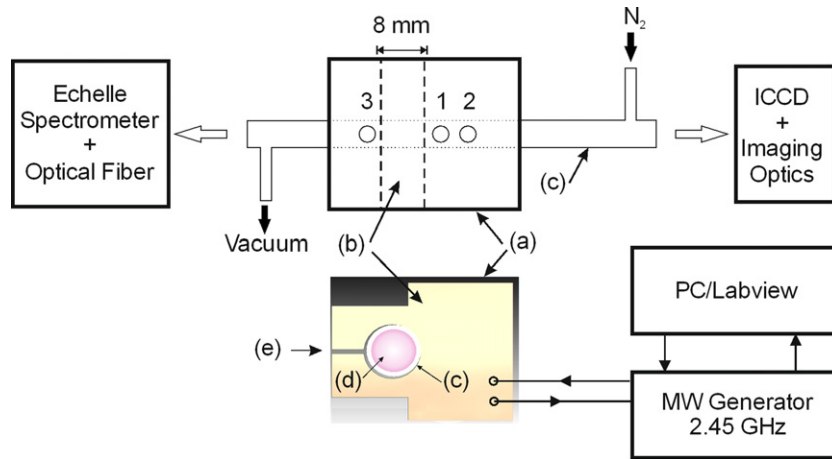 8 mm
N2
Echelle
Spectrometer
+
Optical Fiber
3
1
2
ICCD
+
Imaging
Optics
(c)
Vacuum
(b)
(a)
PC/Labview
(e)
(d)
(c)
MW Generator
2.45 GHz